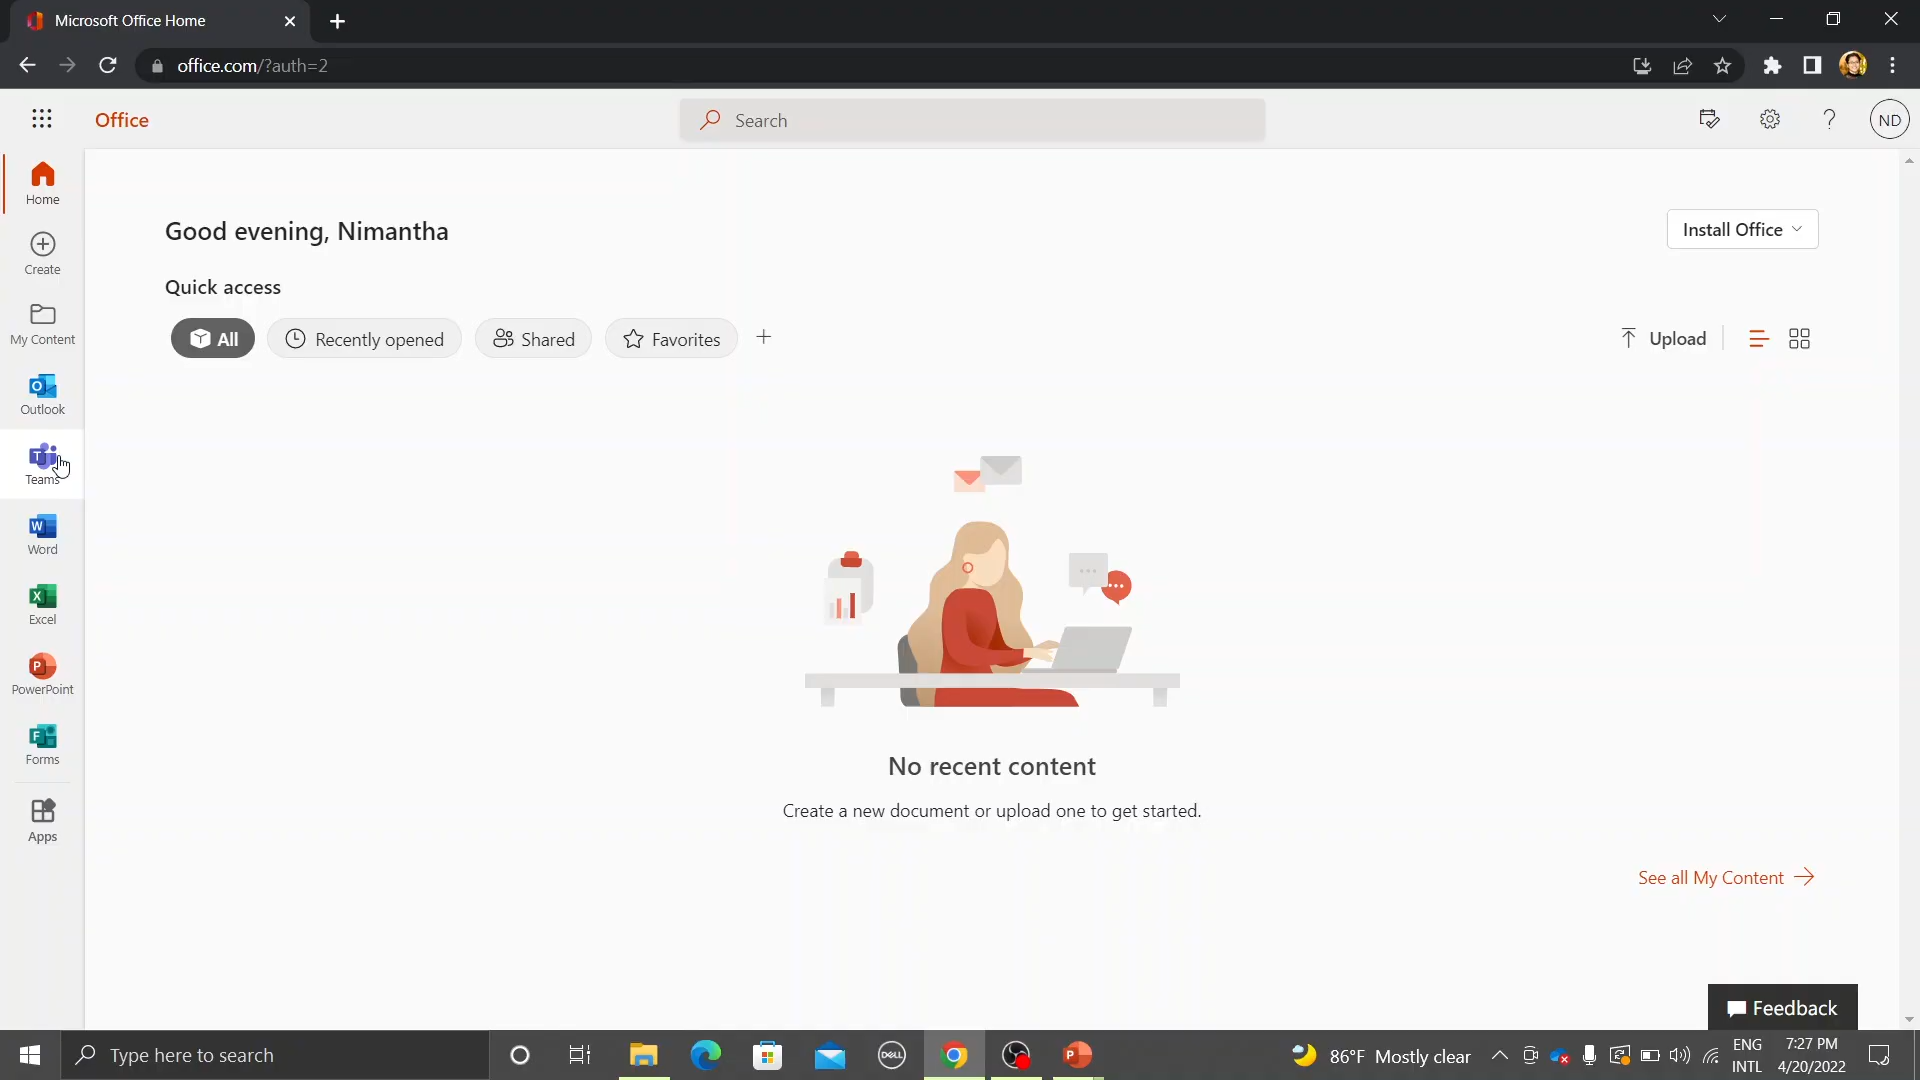 Microsoft Office Home
office.com/?auth=2
Office
Search
ND
Home
Create
My Content
Outlook
Teams
Word
Excel
PowerPoint
Forms
Apps
Good evening, Nimantha
Install Office
Quick access
All
Recently opened
Shared
Favorites
Upload
No recent content
Create a new document or upload one to get started.
See all My Content
Feedback
Type here to search
DELL
86°F Mostly clear
ENG
INTL
7:27 PM
4/20/2022